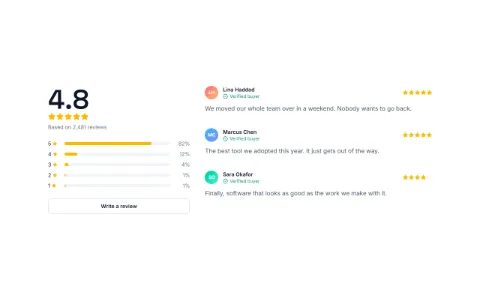 4.8
Based on 2,481 reviews
5 82%
4 12%
3 4%
2 1%
1 1%
Write a review
Lina Haddad
Verified buyer
We moved our whole team over in a weekend. Nobody wants to go back.
MC
Marcus Chen
Verified buyer
The best tool we adopted this year. It just gets out of the way.
SO
Sara Okafor
Verified buyer
Finally, software that looks as good as the work we make with it.